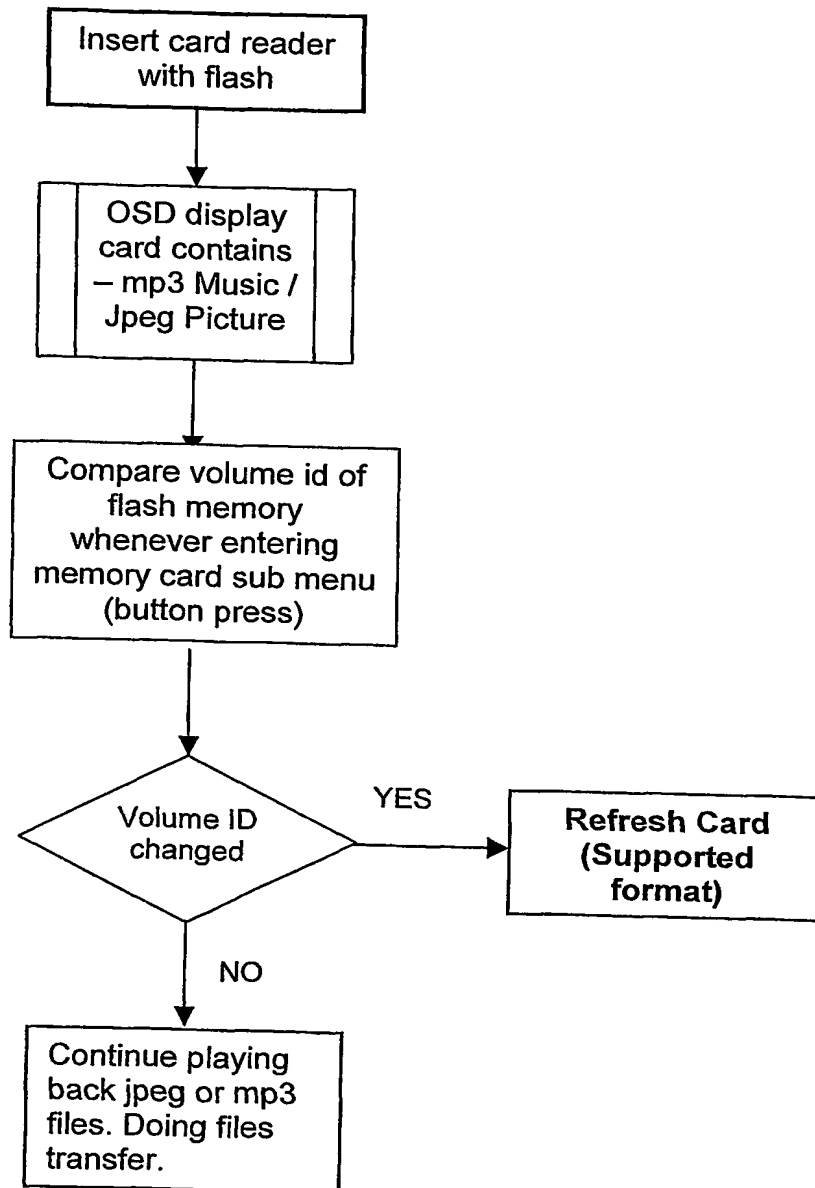 Insert card reader
with flash
OSD display
card contains
– mp3 Music /
Jpeg Picture
Compare volume id of
flash memory
whenever entering
memory card sub menu
(button press)
Volume ID
changed
YES
Refresh Card
(Supported
format)
NO
Continue playing
back jpeg or mp3
files. Doing files
transfer.